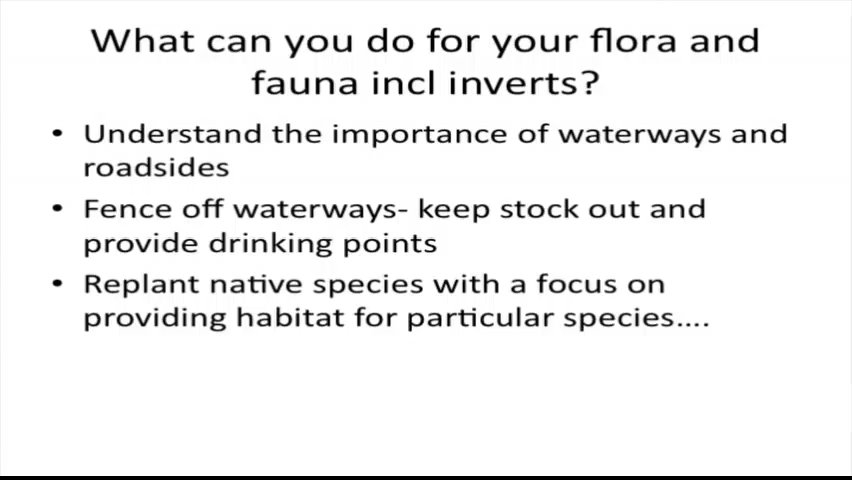 What can you do for your flora and
fauna incl inverts?
• Understand the importance of waterways and
roadsides
• Fence off waterways- keep stock out and
provide drinking points
• Replant native species with a focus on
providing habitat for particular species....